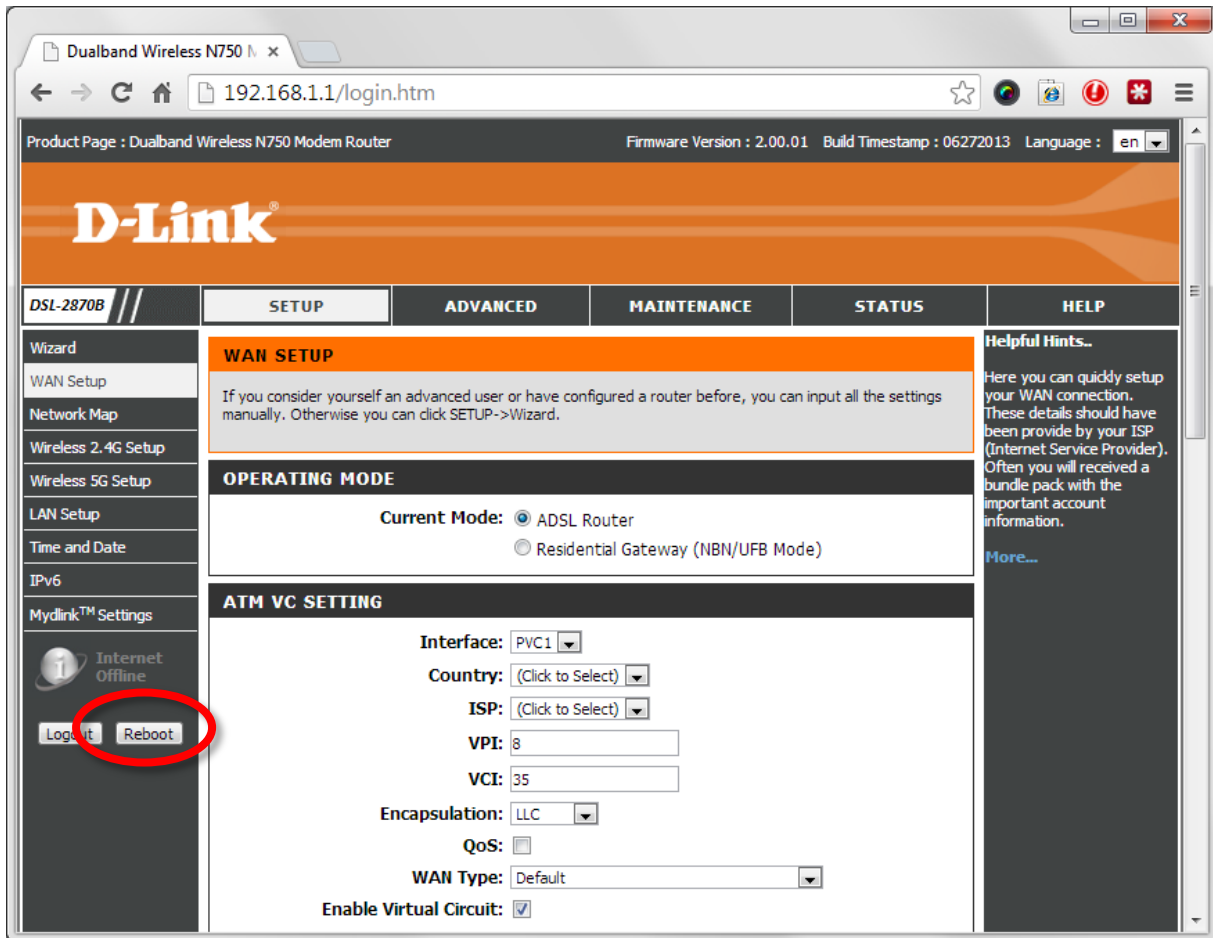 Dualband Wireless N750 M
192.168.1.1/login.htm
Product Page : Dualband Wireless N750 Modem Router
Firmware Version : 2.00.01 Build Timestamp : 06272013 Language : en
D-Link®
DSL-2870B
SETUP
ADVANCED
MAINTENANCE
STATUS
HELP
Wizard
WAN Setup
Network Map
Wireless 2.4G Setup
Wireless 5G Setup
LAN Setup
Time and Date
IPv6
Mydlink™ Settings
Internet
Offline
Logout Reboot
WAN SETUP
If you consider yourself an advanced user or have configured a router before, you can input all the settings
manually. Otherwise you can click SETUP->Wizard.
OPERATING MODE
Current Mode: ADSL Router
Residential Gateway (NBN/UFB Mode)
ATM VC SETTING
Interface: PVC1
Country: (Click to Select)
ISP: (Click to Select)
VPI: 8
VCI: 35
Encapsulation: LLC
QoS:
WAN Type: Default
Enable Virtual Circuit:
Helpful Hints..
Here you can quickly setup
your WAN connection.
These details should have
been provide by your ISP
(Internet Service Provider).
Often you will received a
bundle pack with the
important account
information.
More...